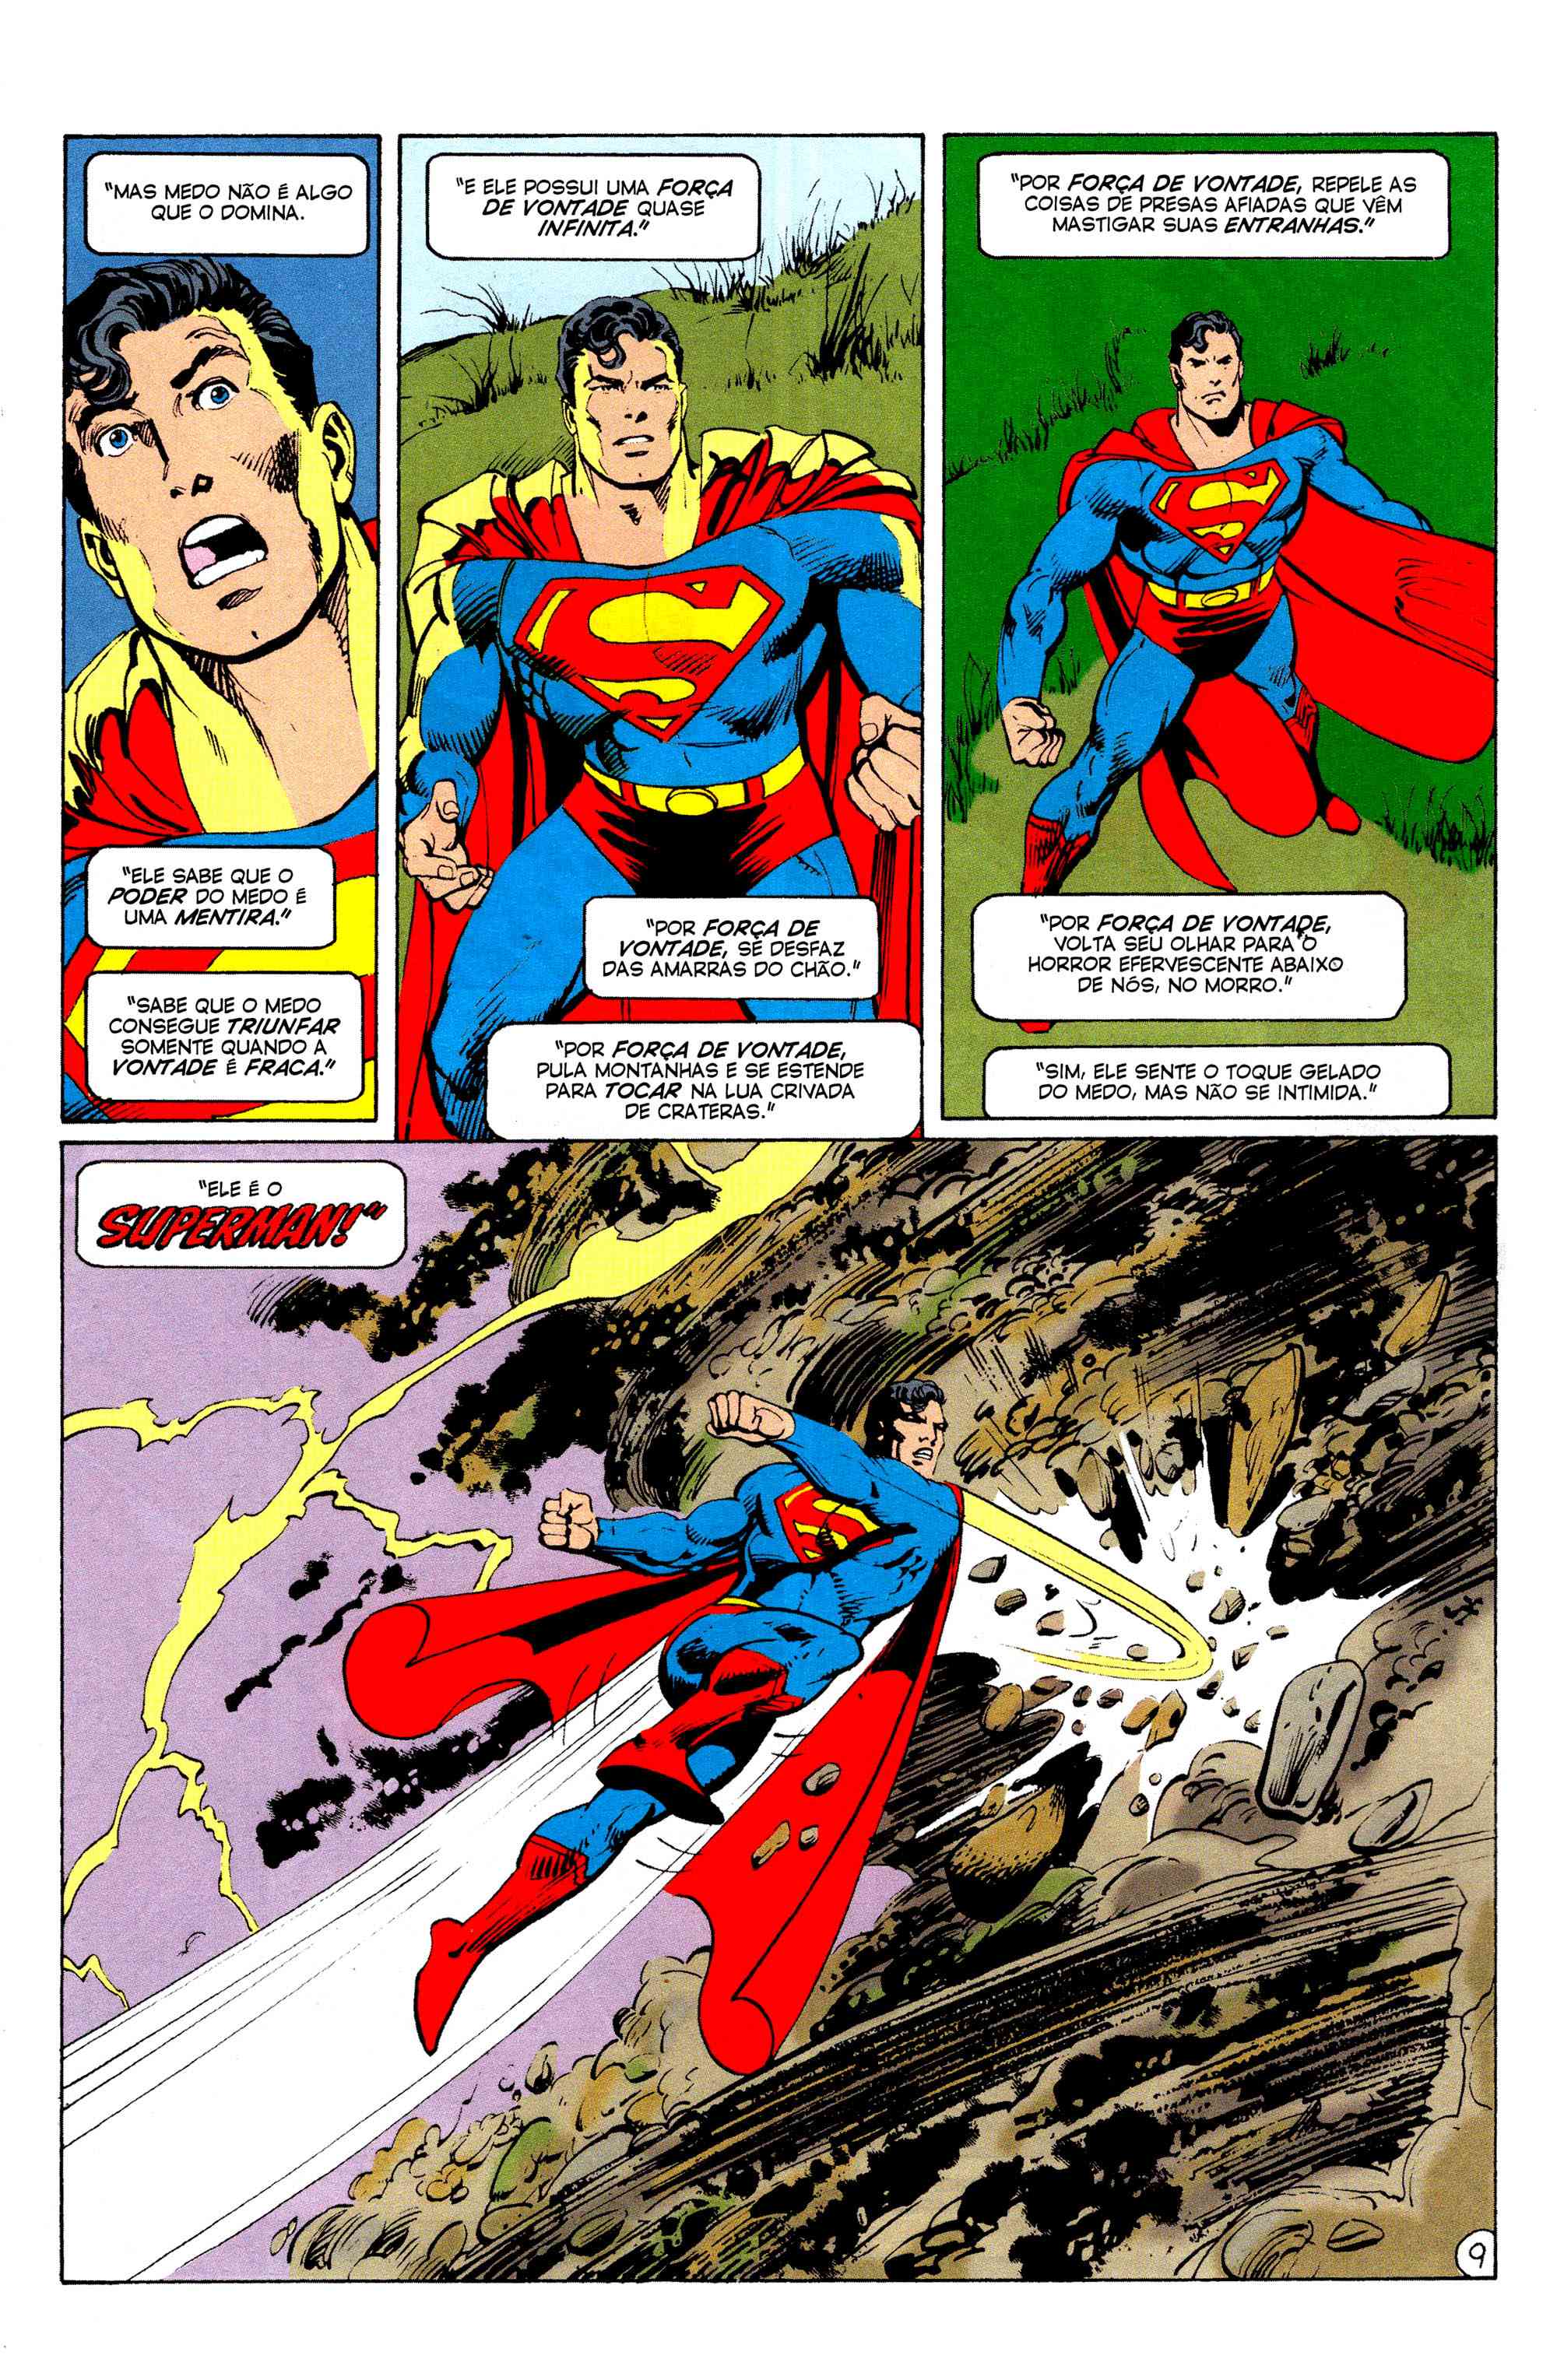 "MAS MEDO NÃO É ALGO
QUE O DOMINA.
"ELE SABE QUE O
PODER DO MEDO É
UMA MENTIRA."
"SABE QUE O MEDO
CONSEGUE TRIUNFAR
SOMENTE QUANDO A
VONTADE É FRACA."
"E ELE POSSUI UMA FORÇA
DE VONTADE QUASE
INFINITA."
"POR FORÇA DE
VONTADE, SE DESFAZ
DAS AMARRAS DO CHÃO."
"POR FORÇA DE VONTADE,
PULA MONTANHAS E SE ESTENDE
PARA TOCAR NA LUA CRIVADA
DE CRATERAS."
"POR FORÇA DE VONTADE, REPELE AS
COISAS DE PRESAS AFIADAS QUE VÊM
MASTIGAR SUAS ENTRANHAS."
"POR FORÇA DE VONTADE,
VOLTA SEU OLHAR PARA O
HORROR EFERVESCENTE ABAIXO
DE NÓS, NO MORRO."
"SIM, ELE SENTE O TOQUE GELADO
DO MEDO, MAS NÃO SE INTIMIDA."
"ELE É O
SUPERMAN!"
9